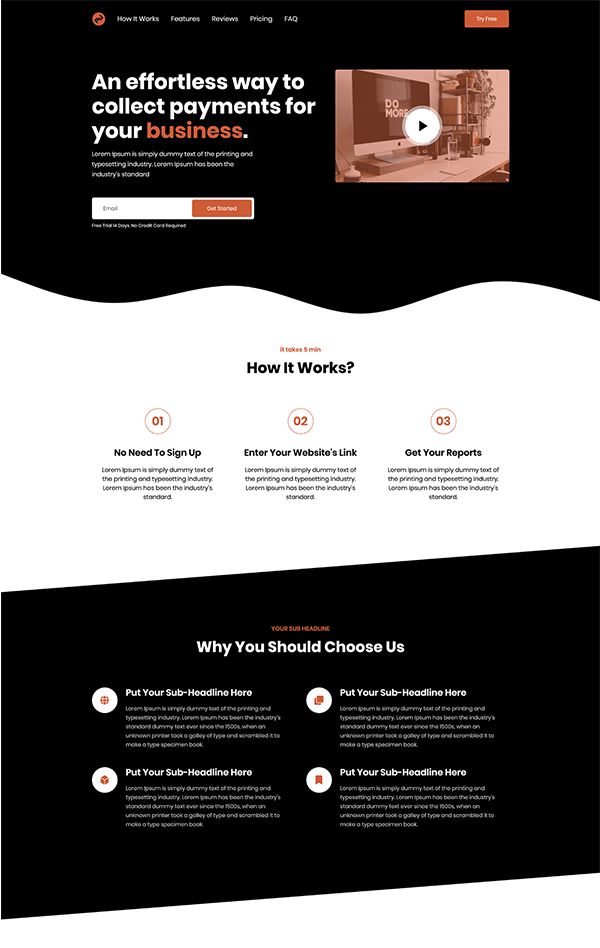 How It Works Features Reviews Pricing FAQ Try Free
An effortless way to
collect payments for
your business.
Lorem Ipsum is simply dummy text of the printing and
typesetting industry. Lorem Ipsum has been the
industry's standard
DO
MORE
Email Get Started
Free Trial 14 Days, No Credit Card Required
it takes 5 min
How It Works?
01 02 03
No Need To Sign Up
Lorem Ipsum is simply dummy text of
the printing and typesetting industry.
Lorem Ipsum has been the industry's
standard.
Enter Your Website's Link
Lorem Ipsum is simply dummy text of
the printing and typesetting industry.
Lorem Ipsum has been the industry's
standard.
Get Your Reports
Lorem Ipsum is simply dummy text of
the printing and typesetting industry.
Lorem Ipsum has been the industry's
standard.
YOUR SUB HEADLINE
Why You Should Choose Us
Put Your Sub-Headline Here
Lorem Ipsum is simply dummy text of the printing and
typesetting industry. Lorem Ipsum has been the industry's
standard dummy text ever since the 1500s, when an
unknown printer took a galley of type and scrambled it to
make a type specimen book.
Put Your Sub-Headline Here
Lorem Ipsum is simply dummy text of the printing and
typesetting industry. Lorem Ipsum has been the industry's
standard dummy text ever since the 1500s, when an
unknown printer took a galley of type and scrambled it to
make a type specimen book.
Put Your Sub-Headline Here
Lorem Ipsum is simply dummy text of the printing and
typesetting industry. Lorem Ipsum has been the industry's
standard dummy text ever since the 1500s, when an
unknown printer took a galley of type and scrambled it to
make a type specimen book.
Put Your Sub-Headline Here
Lorem Ipsum is simply dummy text of the printing and
typesetting industry. Lorem Ipsum has been the industry's
standard dummy text ever since the 1500s, when an
unknown printer took a galley of type and scrambled it to
make a type specimen book.